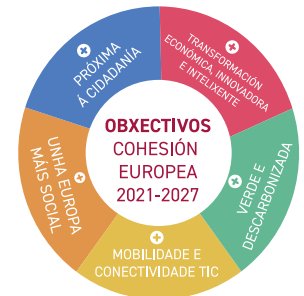 OBXECTIVOS
COHESIÓN
EUROPEA
2021-2027
TRANSFORMACIÓN
ECONÓMICA, INNOVADORA
E INTELIXENTE
VERDE E
DESCARBONIZADA
MOBILIDADE E
CONECTIVIDADE TIC
UNHA EUROPA
MÁIS SOCIAL
PRÓXIMA
Á CIDADANÍA